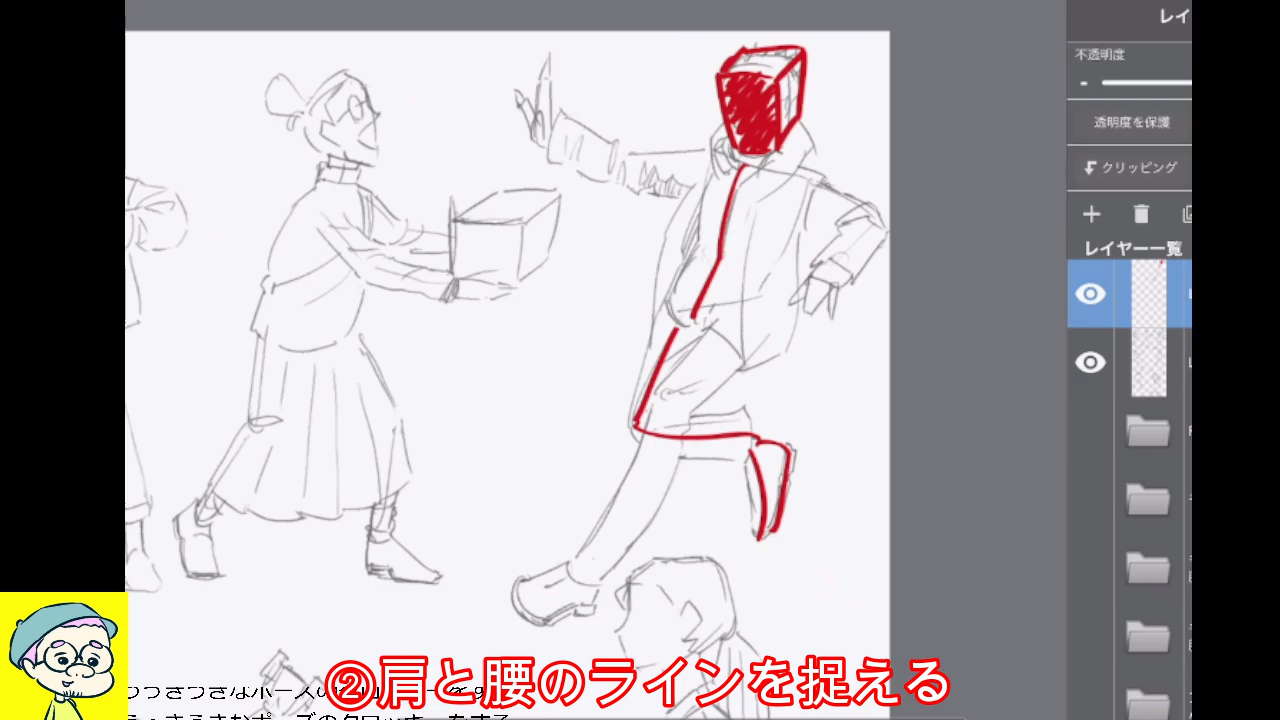 レイ
不透明度
透明度を保護
クリッピング
レイヤー一覧
②肩と腰のラインを捉える